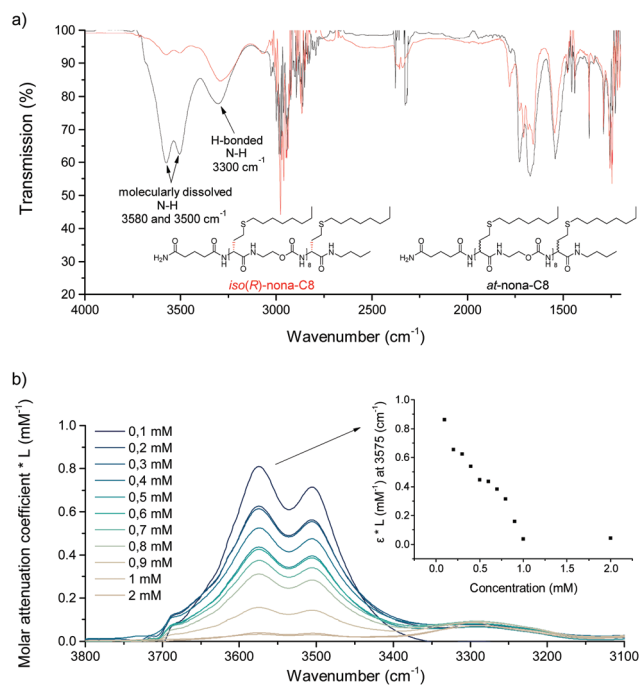 a)
100
90
80
70
60
50
40
30
20
Transmission (%)
H-bonded
N-H
3300 cm⁻¹
molecularly dissolved
N-H
3580 and 3500 cm⁻¹
S
S
O
H₂N
O
N
H
O
H
N
O
O
N
H
8
O
H
N
iso(R)-nona-C8
S
S
O
H₂N
O
N
H
O
H
N
O
O
N
H
8
O
H
N
at-nona-C8
4000 3500 3000 2500 2000 1500
Wavenumber (cm⁻¹)
b)
Molar attenuation coefficient * L (mM⁻¹)
1.0
0.8
0.6
0.4
0.2
0.0
0,1 mM
0,2 mM
0,3 mM
0,4 mM
0,5 mM
0,6 mM
0,7 mM
0,8 mM
0,9 mM
1 mM
2 mM
ε * L (mM⁻¹) at 3575 (cm⁻¹)
1.0
0.8
0.6
0.4
0.2
0.0
0.0 0.5 1.0 1.5 2.0
Concentration (mM)
3800 3700 3600 3500 3400 3300 3200 3100
Wavenumber (cm⁻¹)